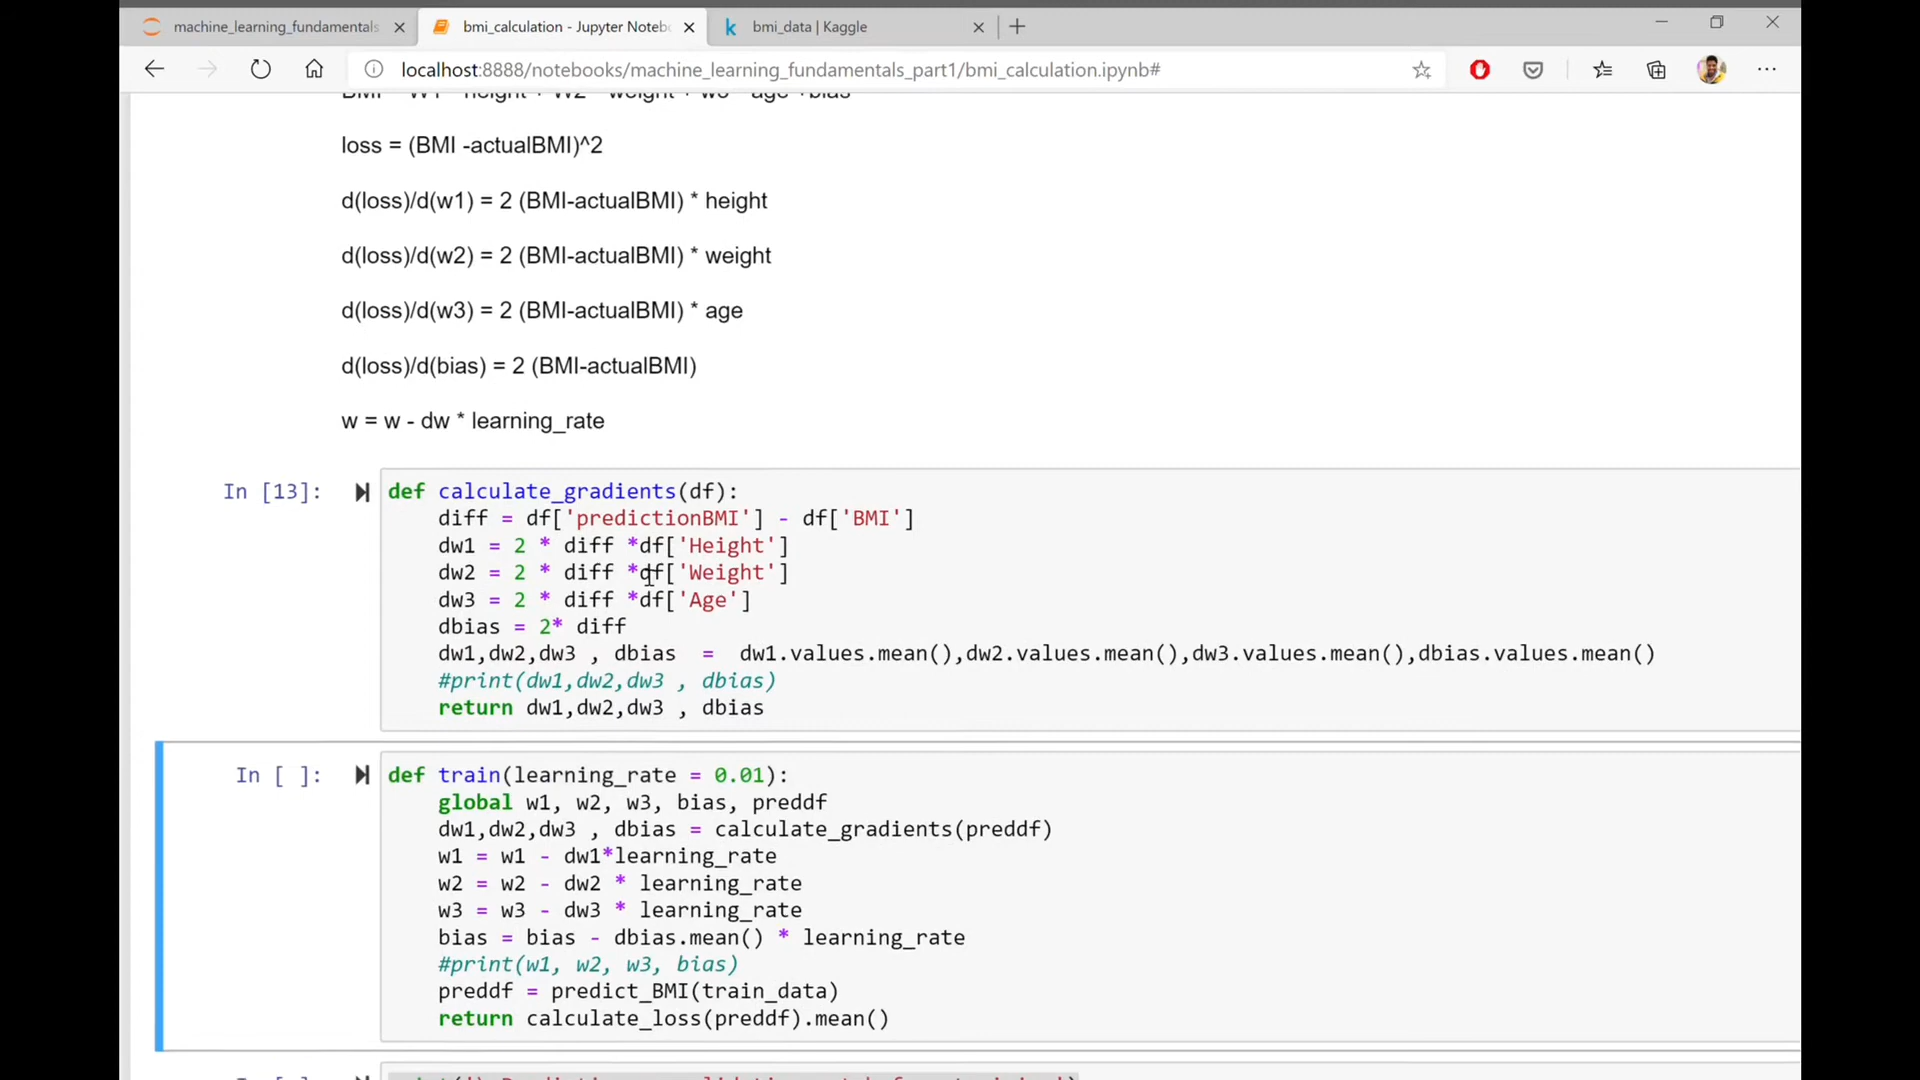 machine_learning_fundamentals
bmi_calculation - Jupyter Noteb
bmi_data | Kaggle
localhost:8888/notebooks/machine_learning_fundamentals_part1/bmi_calculation.ipynb#
loss = (BMI -actualBMI)^2
d(loss)/d(w1) = 2 (BMI-actualBMI) * height
d(loss)/d(w2) = 2 (BMI-actualBMI) * weight
d(loss)/d(w3) = 2 (BMI-actualBMI) * age
d(loss)/d(bias) = 2 (BMI-actualBMI)
w = w - dw * learning_rate
In [13]: def calculate_gradients(df):
diff = df['predictionBMI'] - df['BMI']
dw1 = 2 * diff *df['Height']
dw2 = 2 * diff *df['Weight']
dw3 = 2 * diff *df['Age']
dbias = 2* diff
dw1,dw2,dw3 , dbias = dw1.values.mean(),dw2.values.mean(),dw3.values.mean(),dbias.values.mean()
#print(dw1,dw2,dw3 , dbias)
return dw1,dw2,dw3 , dbias
In [ ]: def train(learning_rate = 0.01):
global w1, w2, w3, bias, preddf
dw1,dw2,dw3 , dbias = calculate_gradients(preddf)
w1 = w1 - dw1*learning_rate
w2 = w2 - dw2 * learning_rate
w3 = w3 - dw3 * learning_rate
bias = bias - dbias.mean() * learning_rate
#print(w1, w2, w3, bias)
preddf = predict_BMI(train_data)
return calculate_loss(preddf).mean()